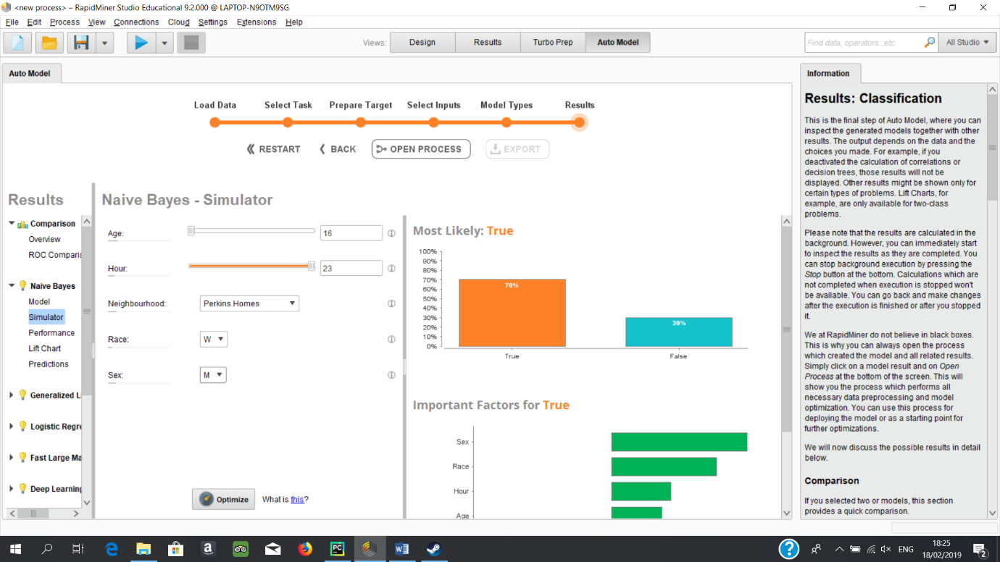 <new process> – RapidMiner Studio Educational 9.2.000 @ LAPTOP-N9OTM9SG
File Edit Process View Connections Cloud Settings Extensions Help
Views: Design Results Turbo Prep Auto Model
Find data, operators...etc
All Studio
Auto Model
Load Data Select Task Prepare Target Select Inputs Model Types Results
RESTART BACK OPEN PROCESS EXPORT
Results
Comparison
Overview
ROC Comparis
Naive Bayes
Model
Simulator
Performance
Lift Chart
Predictions
Generalized Li
Logistic Regre
Fast Large Ma
Deep Learning
Naive Bayes - Simulator
Age: 16
Hour: 23
Neighbourhood: Perkins Homes
Race: W
Sex: M
Optimize What is this?
Most Likely: True
100%
90%
80%
70%
60%
50%
40%
30%
20%
10%
0%
70%
30%
True False
Important Factors for True
Sex
Race
Hour
Age
Information
Results: Classification
This is the final step of Auto Model, where you can
inspect the generated models together with other
results. The output depends on the data and the
choices you made. For example, if you
deactivated the calculation of correlations or
decision trees, those results will not be
displayed. Other results might be shown only for
certain types of problems. Lift Charts, for
example, are only available for two-class
problems.
Please note that the results are calculated in the
background. However, you can immediately start
to inspect the results as they are completed. You
can stop background execution by pressing the
Stop button at the bottom. Calculations which are
not completed when execution is stopped won't
be available. You can go back and make changes
after the execution is finished or after you stopped
it.
We at RapidMiner do not believe in black boxes.
This is why you can always open the process
which created the model and all related results.
Simply click on a model result and on Open
Process at the bottom of the screen. This will
show you the process which performs all
necessary data preprocessing and model
optimization. You can use this process for
deploying the model or as a starting point for
further optimizations.
We will now discuss the possible results in detail
below.
Comparison
If you selected two or models, this section
provides a quick comparison.
ENG
18:25
18/02/2019
2